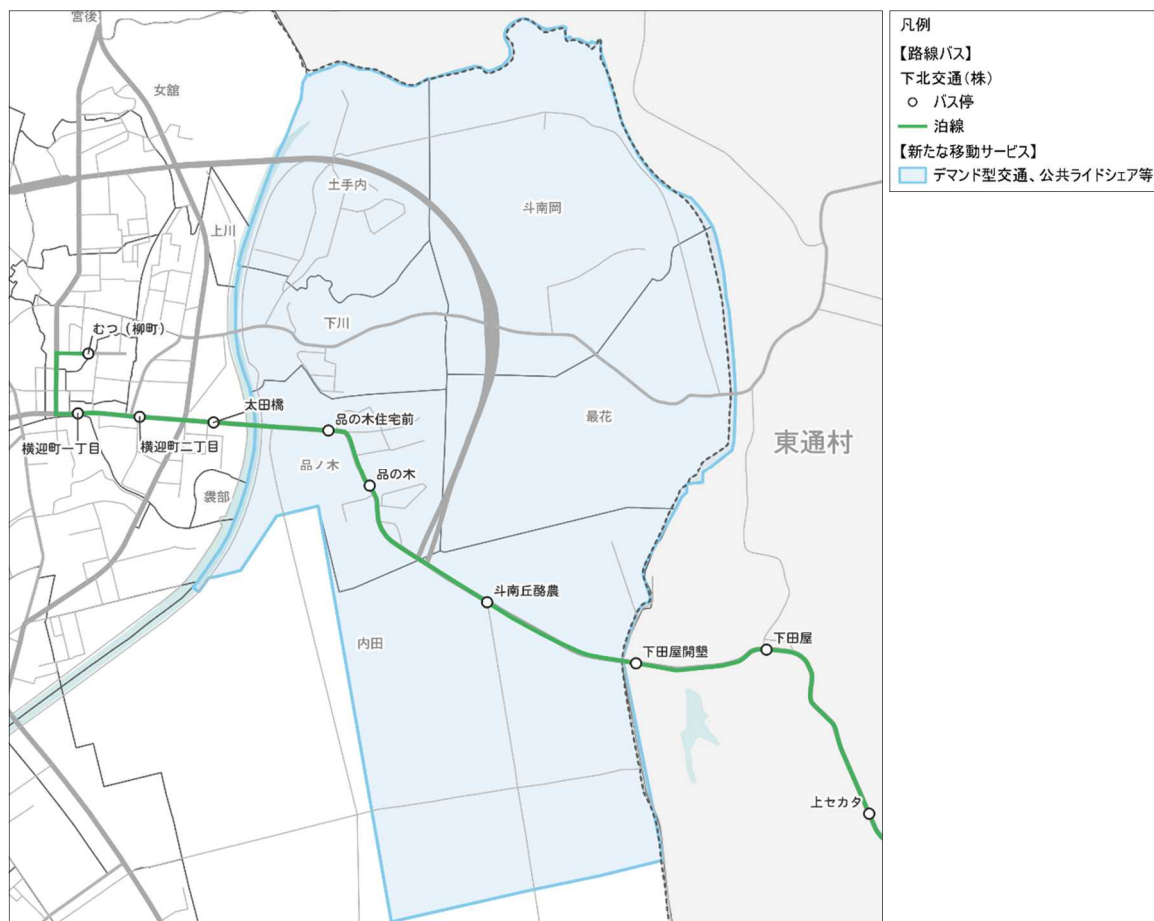 宮後
女舘
土手内
斗南岡
上川
下川
むつ（柳町）
最花
太田橋
品の木住宅前
横迎町一丁目
横迎町二丁目
東通村
品ノ木
品の木
裳部
斗南丘酪農
内田
下田屋開墾
下田屋
上セカタ
凡例
【路線バス】
下北交通(株)
バス停
泊線
【新たな移動サービス】
デマンド型交通、公共ライドシェア等